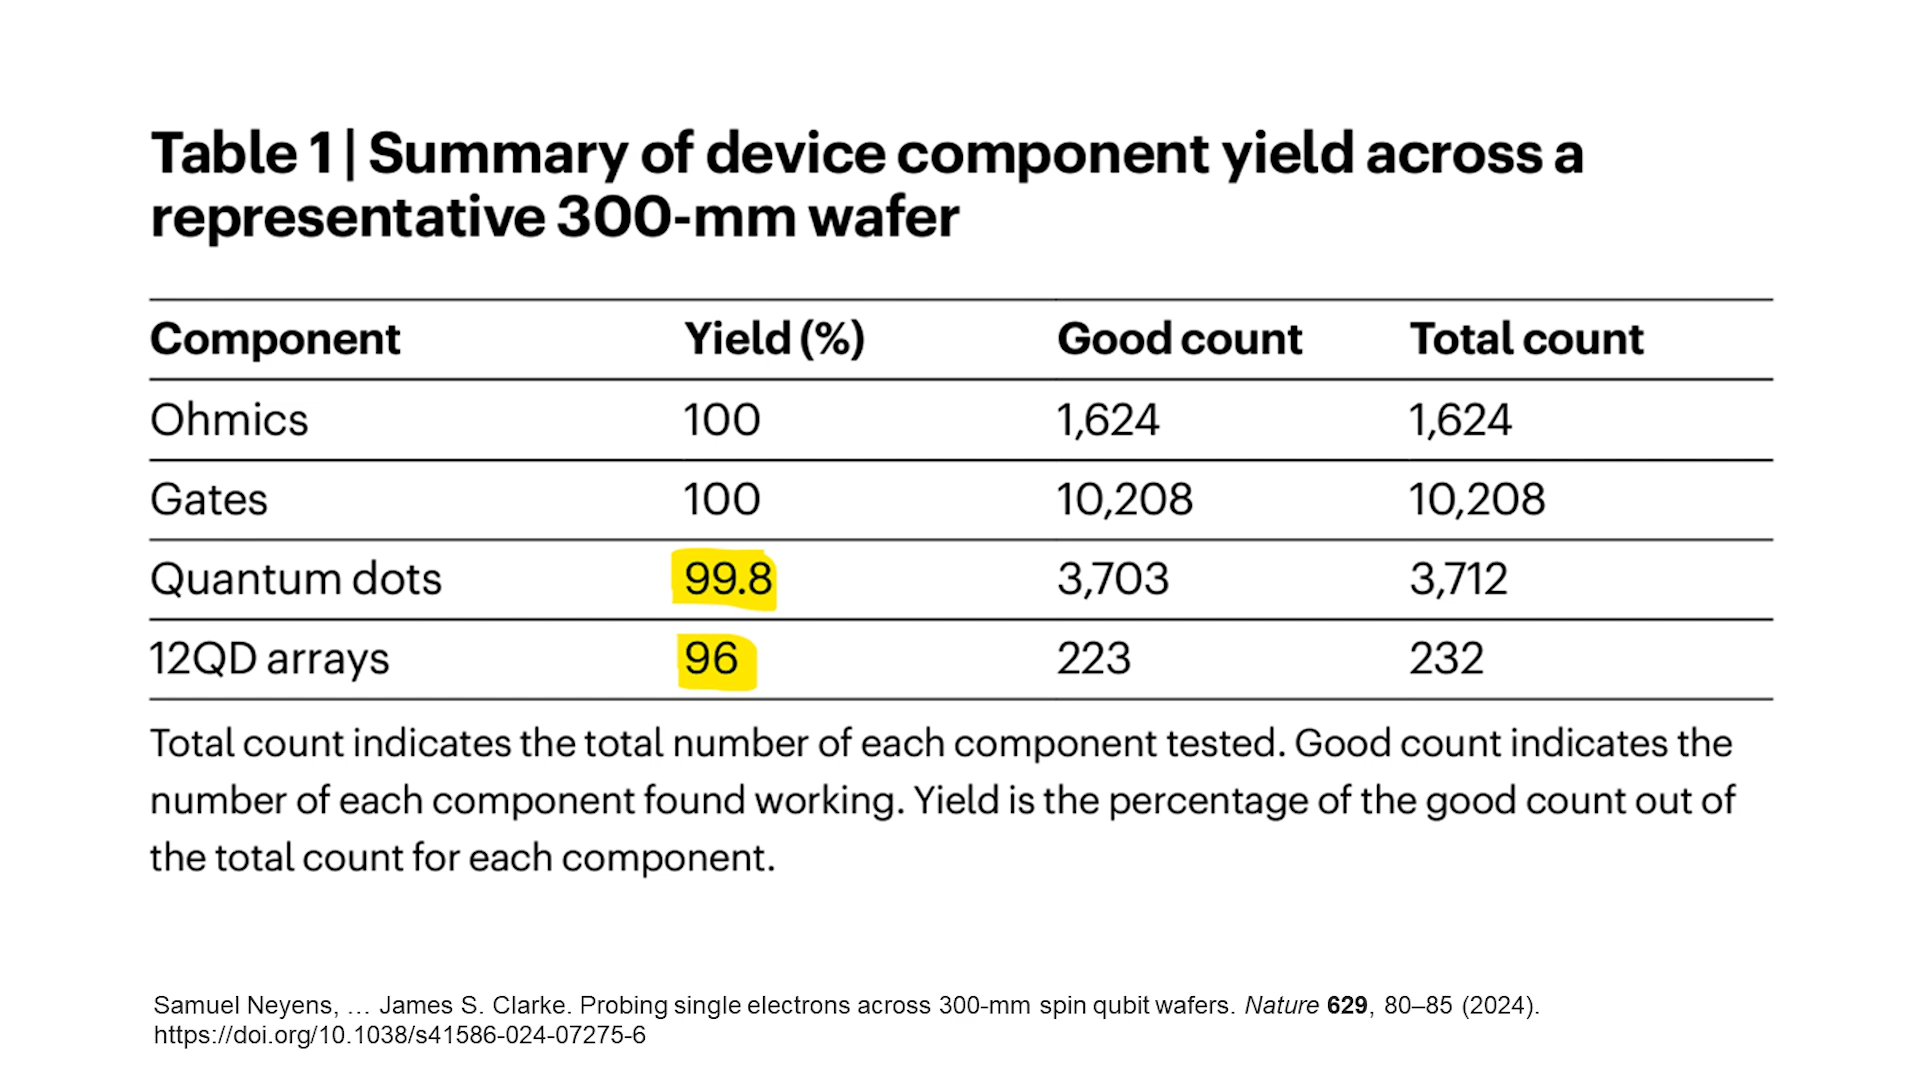 Table 1 | Summary of device component yield across a
representative 300-mm wafer
Component Yield (%) Good count Total count
Ohmics 100 1,624 1,624
Gates 100 10,208 10,208
Quantum dots 99.8 3,703 3,712
12QD arrays 96 223 232
Total count indicates the total number of each component tested. Good count indicates the
number of each component found working. Yield is the percentage of the good count out of
the total count for each component.
Samuel Neyens, … James S. Clarke. Probing single electrons across 300-mm spin qubit wafers. Nature 629, 80–85 (2024).
https://doi.org/10.1038/s41586-024-07275-6